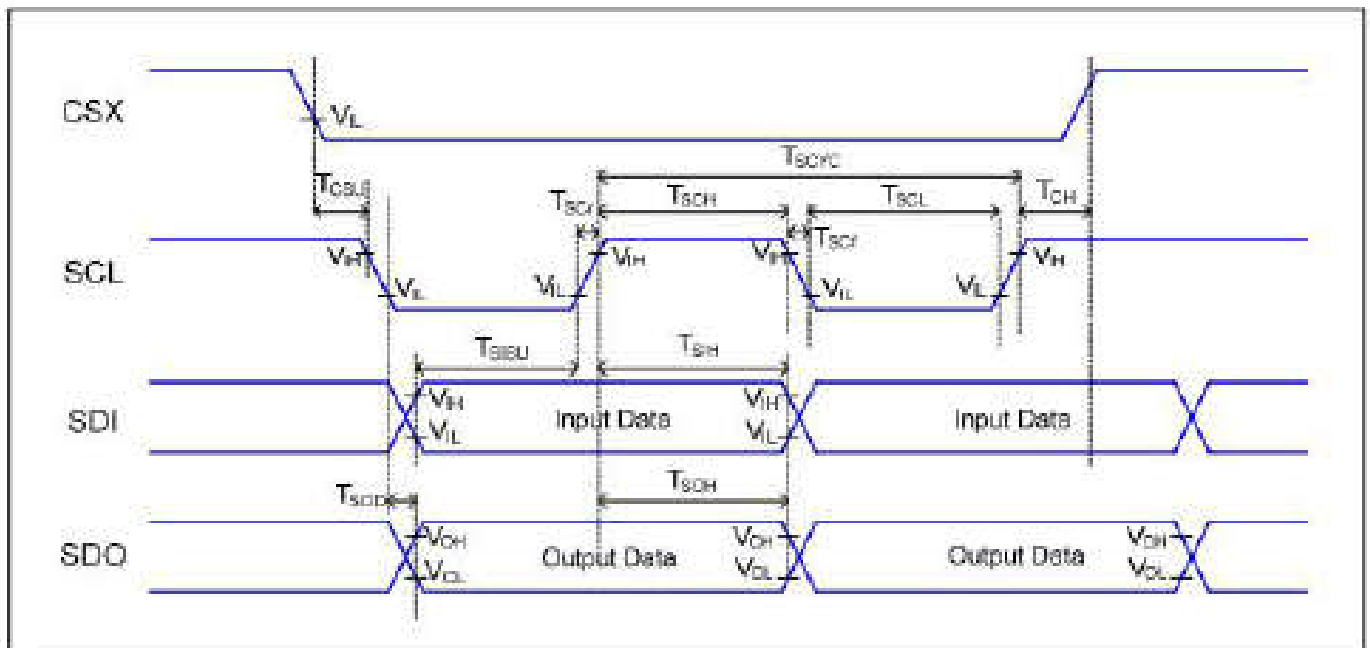 CSX
VIL
TSCYC
TCSU
TSCr
TSCH
TSCL
TCH
TSCf
SCL
VIH
VIL
VIL
VIH
VIH
VIL
VIL
VIH
TSISU
TSIH
SDI
VIH
VIL
Input Data
VIH
VIL
Input Data
TSOD
TSOH
SDO
VOH
VOL
Output Data
VOH
VOL
Output Data
VOH
VOL